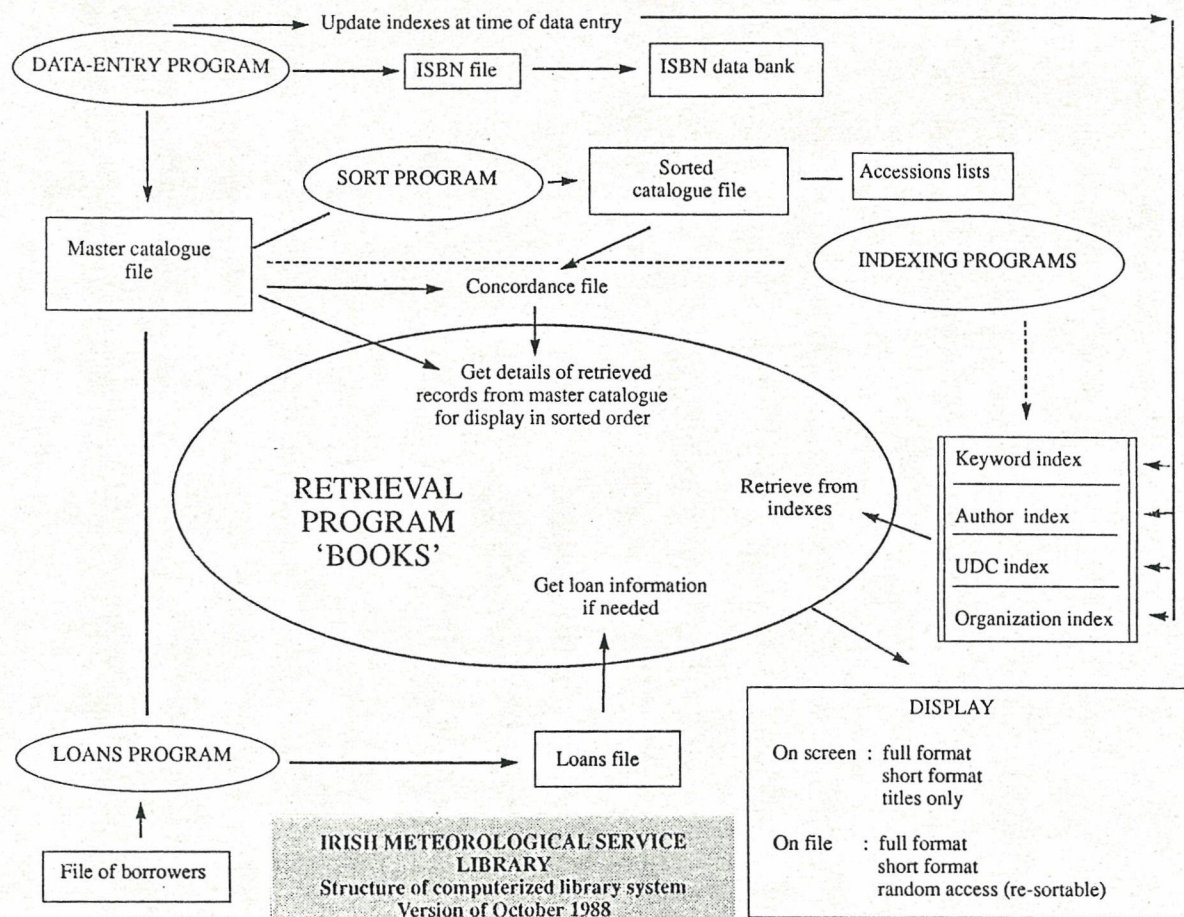 Update indexes at time of data entry
DATA-ENTRY PROGRAM
ISBN file
ISBN data bank
SORT PROGRAM
Sorted
catalogue file
Accessions lists
Master catalogue
file
INDEXING PROGRAMS
Concordance file
Get details of retrieved
records from master catalogue
for display in sorted order
RETRIEVAL
PROGRAM
‘BOOKS’
Retrieve from
indexes
Keyword index
Author index
UDC index
Organization index
Get loan information
if needed
LOANS PROGRAM
Loans file
File of borrowers
IRISH METEOROLOGICAL SERVICE
LIBRARY
Structure of computerized library system
Version of October 1988
DISPLAY
On screen : full format
short format
titles only
On file : full format
short format
random access (re-sortable)